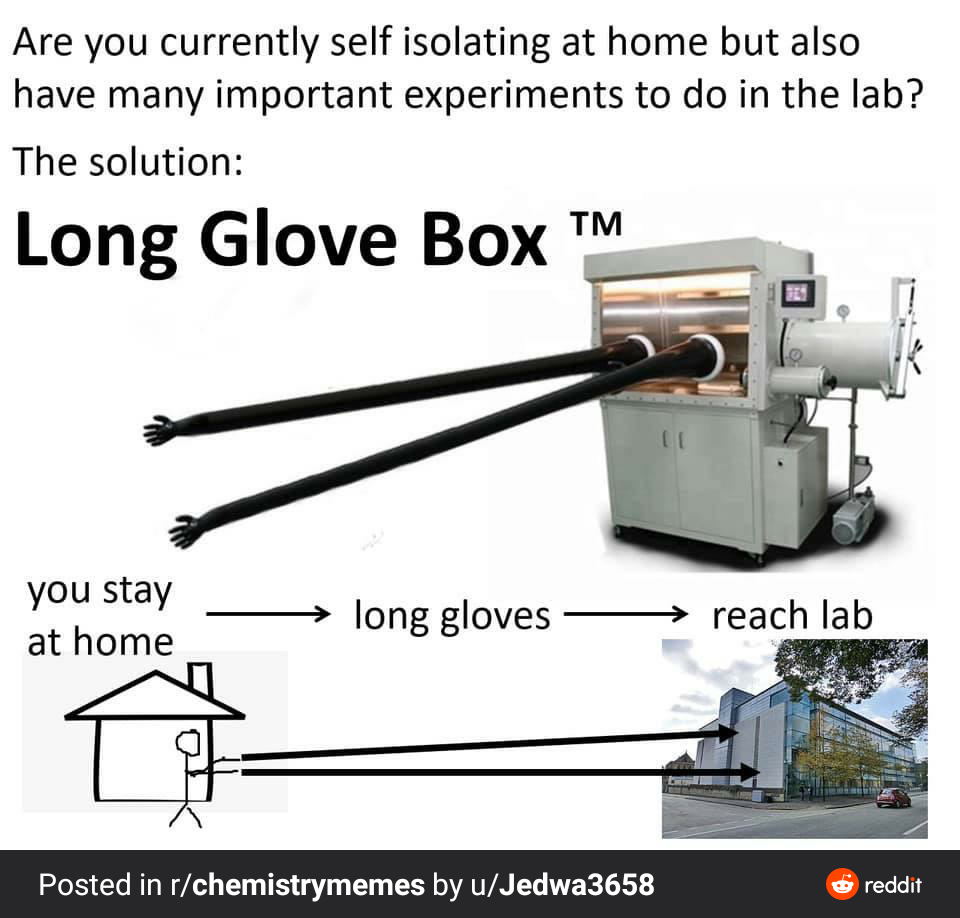 Are you currently self isolating at home but also
have many important experiments to do in the lab?
The solution:
Long Glove Box ™
you stay
at home
long gloves
reach lab
Posted in r/chemistrymemes by u/Jedwa3658
reddit